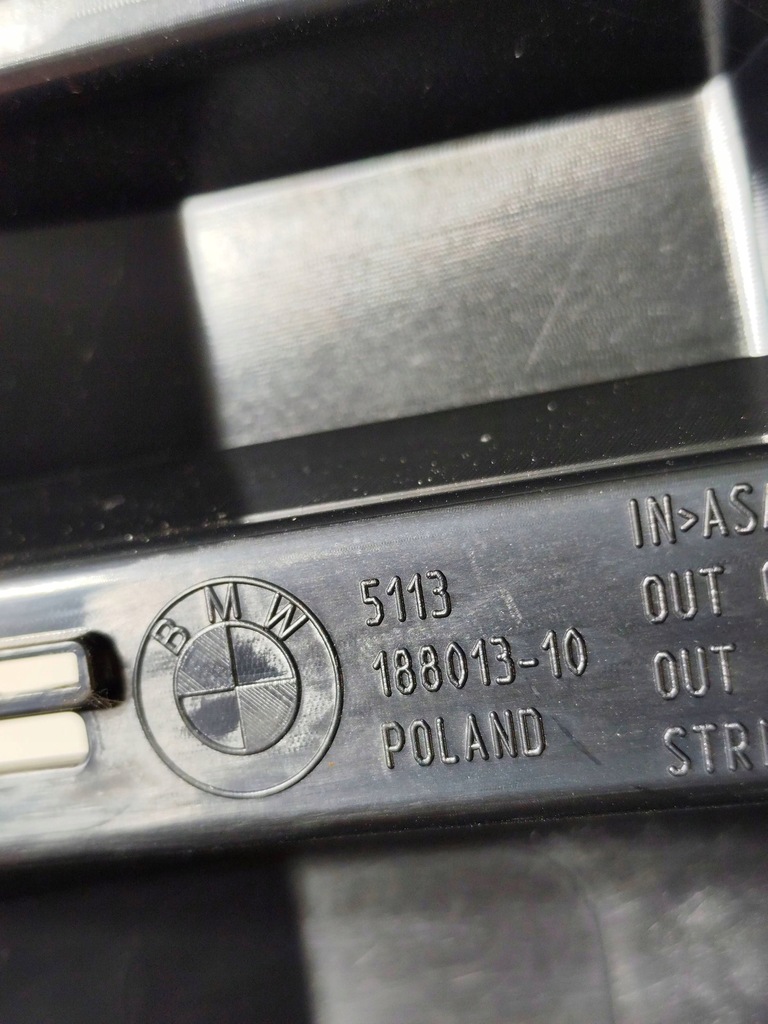 BMW
5113
188013-10
POLAND
OUT
OUT